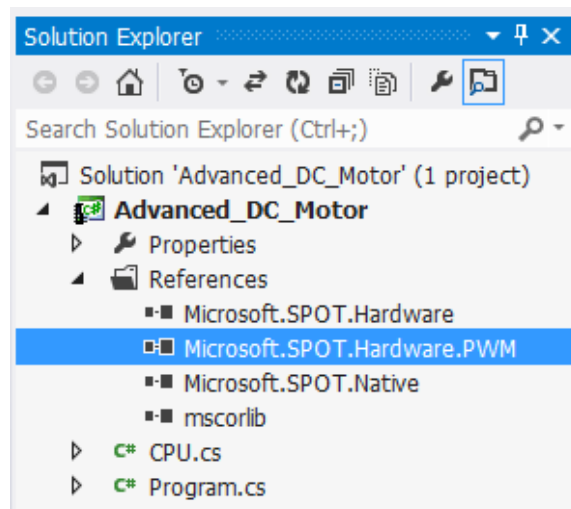 Solution Explorer
Search Solution Explorer (Ctrl+;)
Solution 'Advanced_DC_Motor' (1 project)
C# Advanced_DC_Motor
Properties
References
Microsoft.SPOT.Hardware
Microsoft.SPOT.Hardware.PWM
Microsoft.SPOT.Native
mscorlib
C# CPU.cs
C# Program.cs